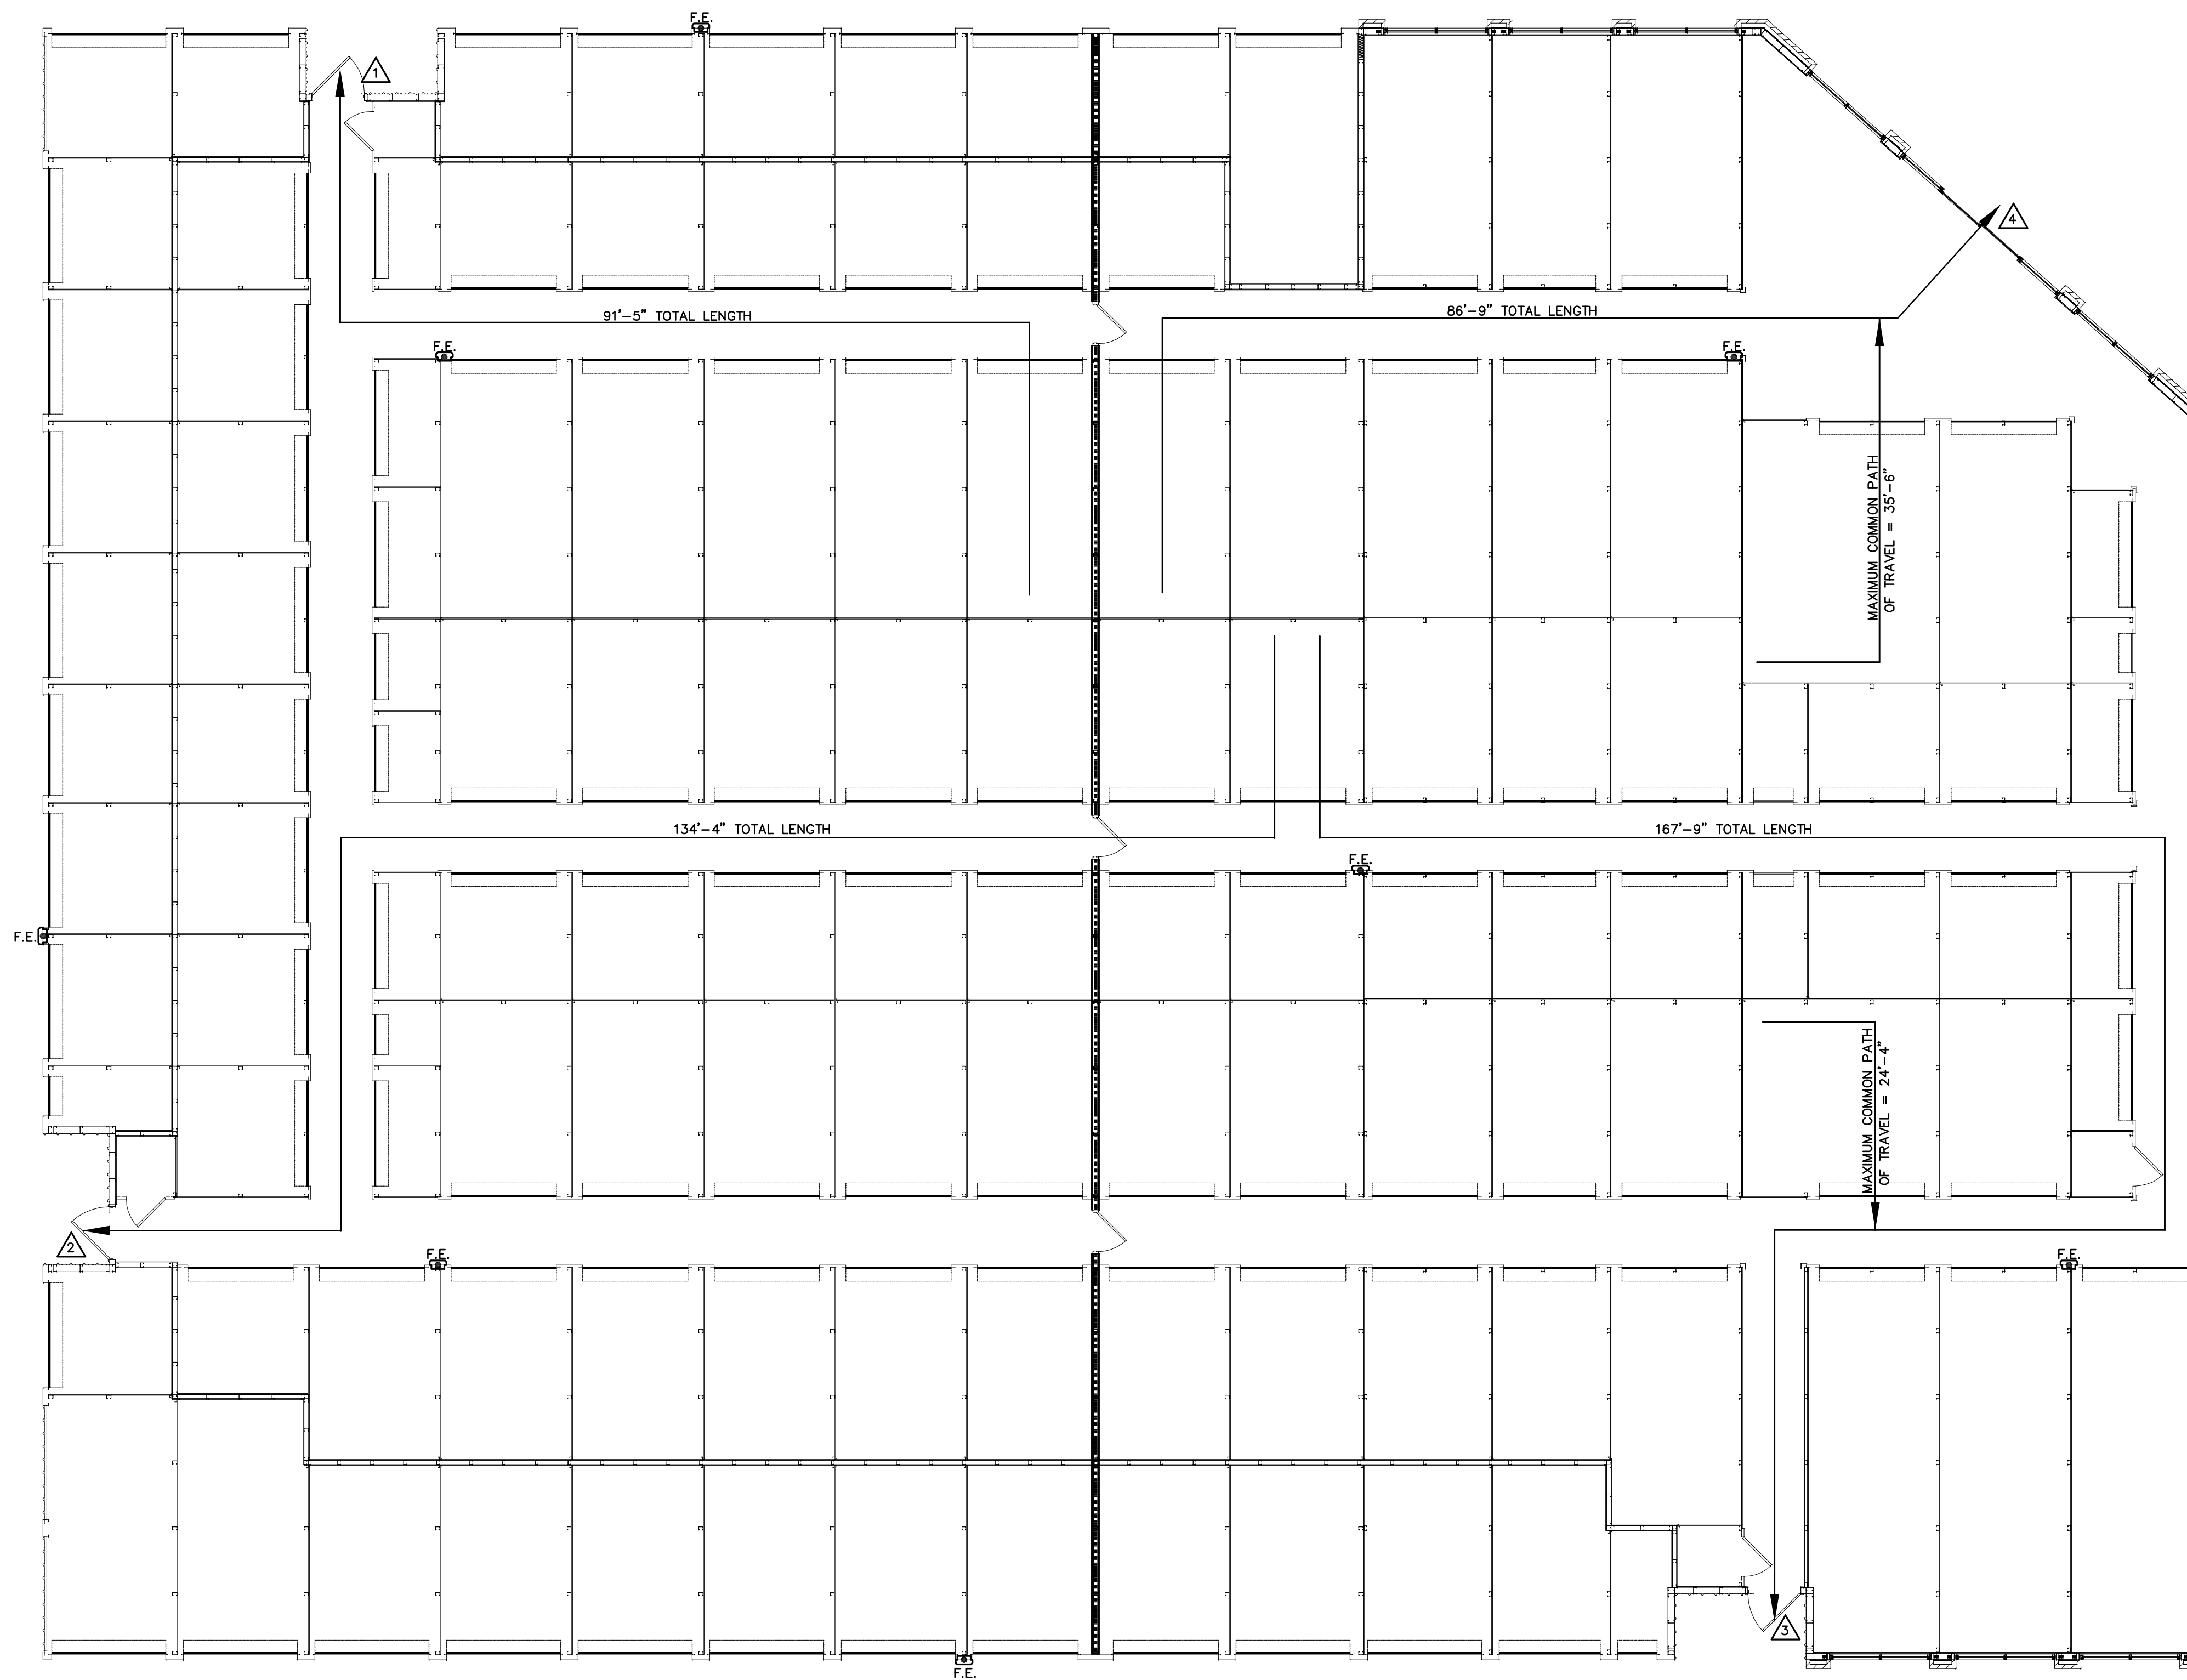 F.E.
1
4
91'-5" TOTAL LENGTH
86'-9" TOTAL LENGTH
F.E.
F.E.
MAXIMUM COMMON PATH
OF TRAVEL = 35'-6"
134'-4" TOTAL LENGTH
167'-9" TOTAL LENGTH
F.E.
F.E.
MAXIMUM COMMON PATH
OF TRAVEL = 24'-4"
2
F.E.
F.E.
3
F.E.